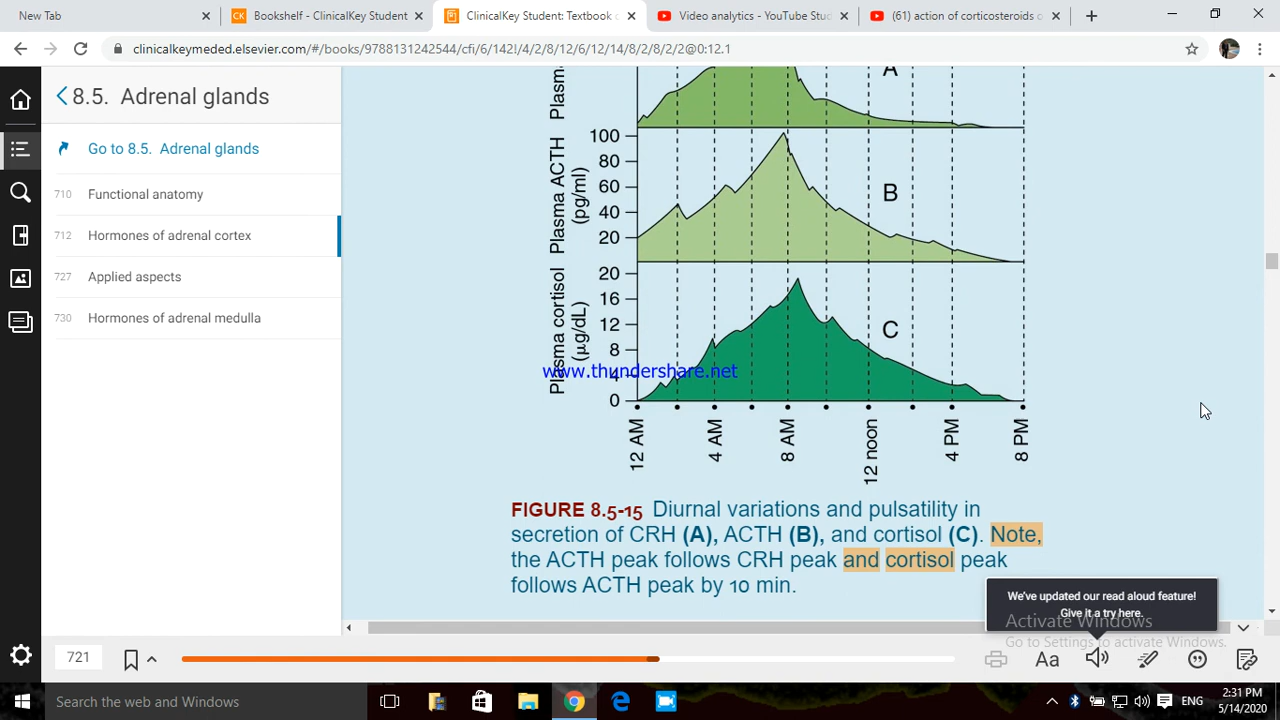 New Tab
Bookshelf - ClinicalKey Student
ClinicalKey Student: Textbook
Video analytics - YouTube Stu
(61) action of corticosteroids
clinicalkeymeded.elsevier.com/#/books/9788131242544/cfi/6/142!/4/2/8/12/6/12/14/8/2/8/2/2@0:12.1
8.5. Adrenal glands
Go to 8.5. Adrenal glands
710 Functional anatomy
712 Hormones of adrenal cortex
727 Applied aspects
730 Hormones of adrenal medulla
Plasma
A
Plasma ACTH
(pg/ml)
100
80
60
40
20
B
Plasma cortisol
(µg/dL)
20
16
12
8
4
0
C
www.thundershare.net
12 AM
4 AM
8 AM
12 noon
4 PM
8 PM
FIGURE 8.5-15 Diurnal variations and pulsatility in
secretion of CRH (A), ACTH (B), and cortisol (C). Note,
the ACTH peak follows CRH peak and cortisol peak
follows ACTH peak by 10 min.
We've updated our read aloud feature!
Give it a try here.
Activate Windows
Go to Settings to activate Windows.
721
Aa
Search the web and Windows
ENG
2:31 PM
5/14/2020